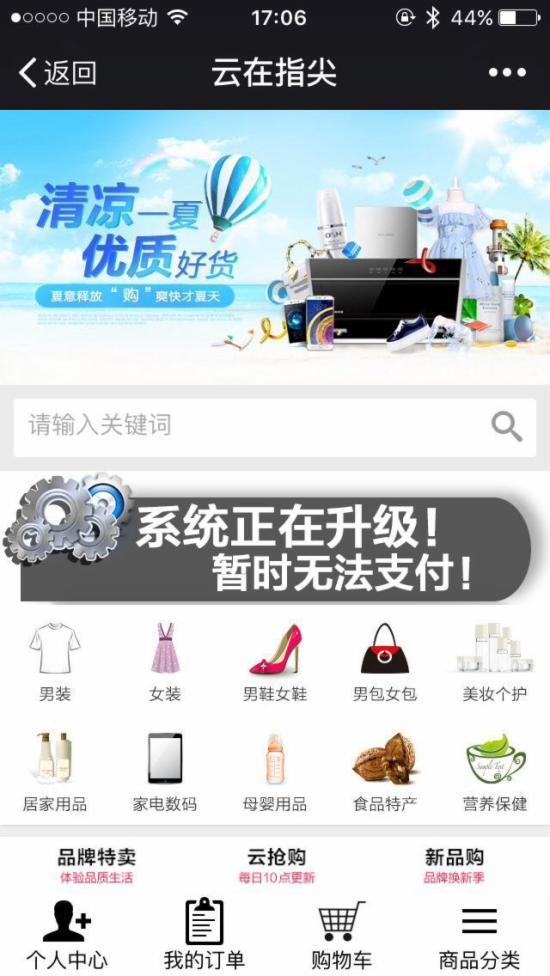 中国移动 17:06 44%
返回 云在指尖
清凉一夏
优质好货
夏意释放“购”爽快才夏天
请输入关键词
系统正在升级！
暂时无法支付！
男装 女装 男鞋女鞋 男包女包 美妆个护
居家用品 家电数码 母婴用品 食品特产 营养保健
品牌特卖 云抢购 新品购
体验品质生活 每日10点更新 品牌换新季
个人中心 我的订单 购物车 商品分类